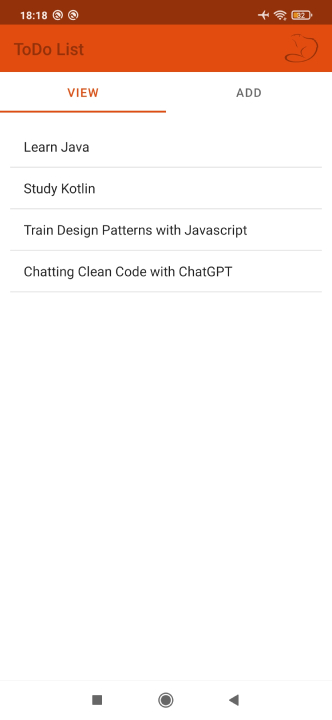 18:18
82
ToDo List
VIEW
ADD
Learn Java
Study Kotlin
Train Design Patterns with Javascript
Chatting Clean Code with ChatGPT